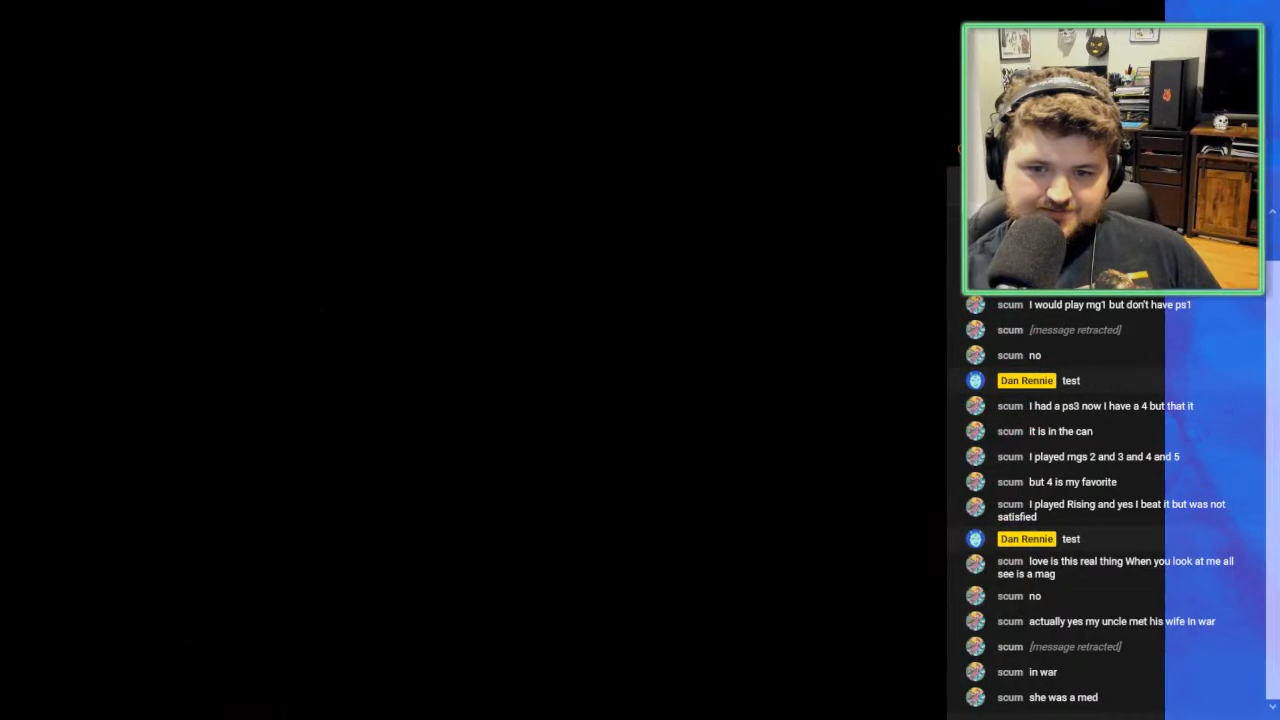 scum I would play mg1 but don't have ps1
scum [message retracted]
scum no
Dan Rennie test
scum I had a ps3 now I have a 4 but that it
scum it is in the can
scum I played mgs 2 and 3 and 4 and 5
scum but 4 is my favorite
scum I played Rising and yes I beat it but was not
satisfied
Dan Rennie test
scum love is this real thing When you look at me all
see is a mag
scum no
scum actually yes my uncle met his wife In war
scum [message retracted]
scum in war
scum she was a med